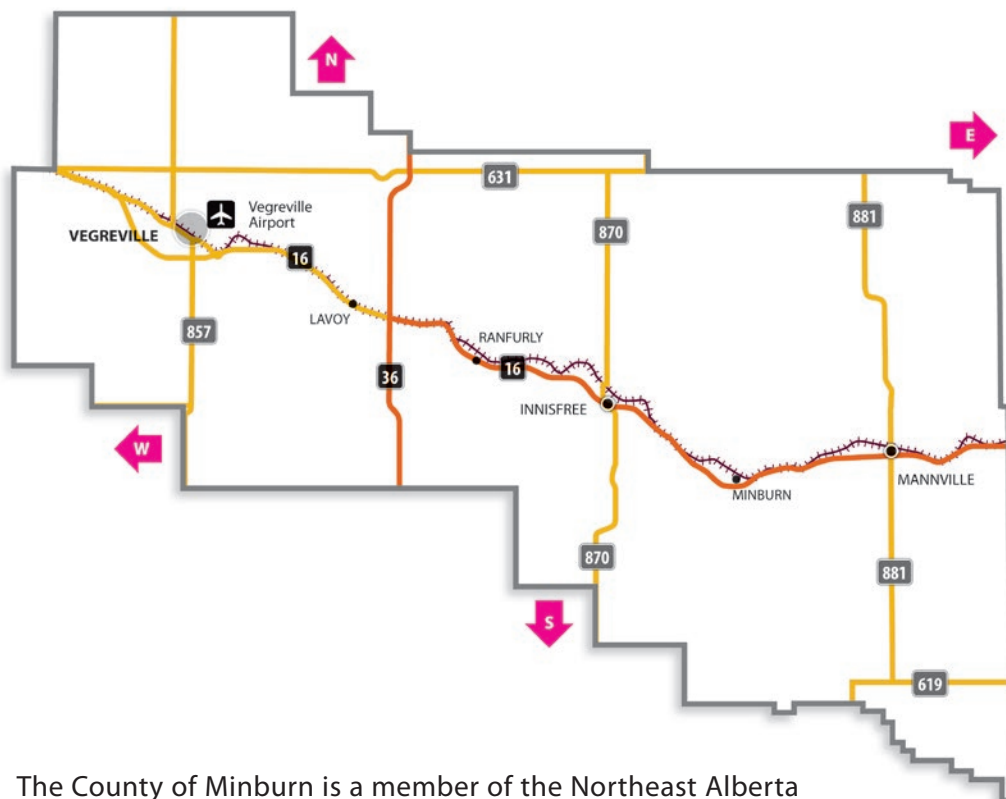 N
E
631
881
870
Vegreville
Airport
VEGREVILLE
16
LAVOY
857
RANFURLY
36
16
INNISFREE
W
MANNVILLE
MINBURN
870
881
S
619
The County of Minburn is a member of the Northeast Alberta